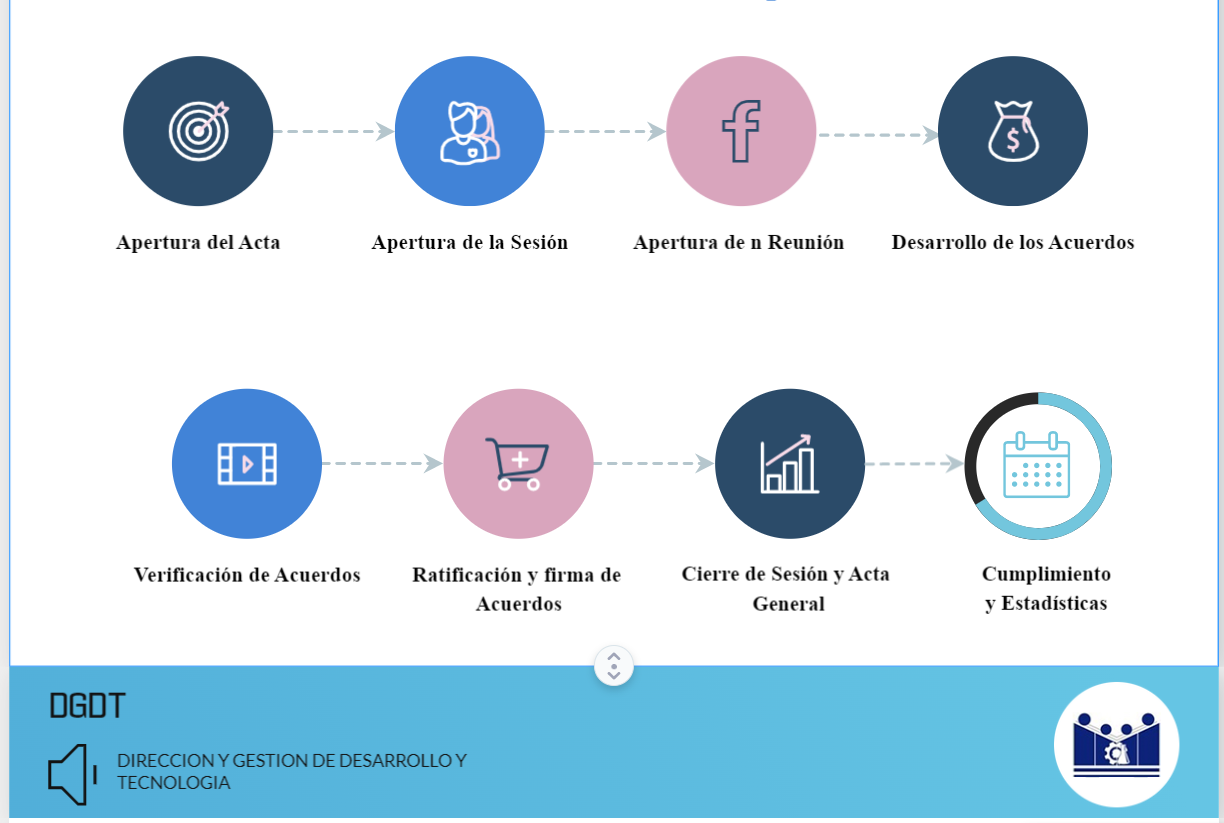 Apertura del Acta
Apertura de la Sesión
Apertura de n Reunión
Desarrollo de los Acuerdos
Verificación de Acuerdos
Ratificación y firma de
Acuerdos
Cierre de Sesión y Acta
General
Cumplimiento
y Estadísticas
DGDT
DIRECCION Y GESTION DE DESARROLLO Y
TECNOLOGIA